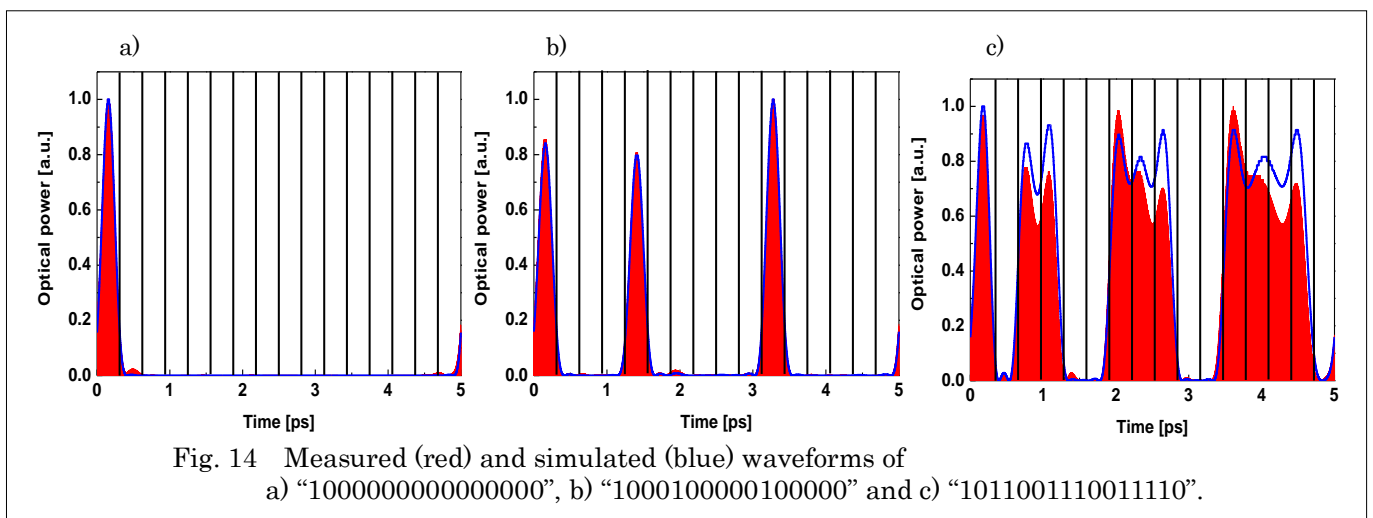 a)
b)
c)
Optical power [a.u.]
1.0
0.8
0.6
0.4
0.2
0.0
0 1 2 3 4 5
Time [ps]
Optical power [a.u.]
1.0
0.8
0.6
0.4
0.2
0.0
0 1 2 3 4 5
Time [ps]
Optical power [a.u.]
1.0
0.8
0.6
0.4
0.2
0.0
0 1 2 3 4 5
Time [ps]
Fig. 14 Measured (red) and simulated (blue) waveforms of
a) “1000000000000000”, b) “1000100000100000” and c) “1011001110011110”.